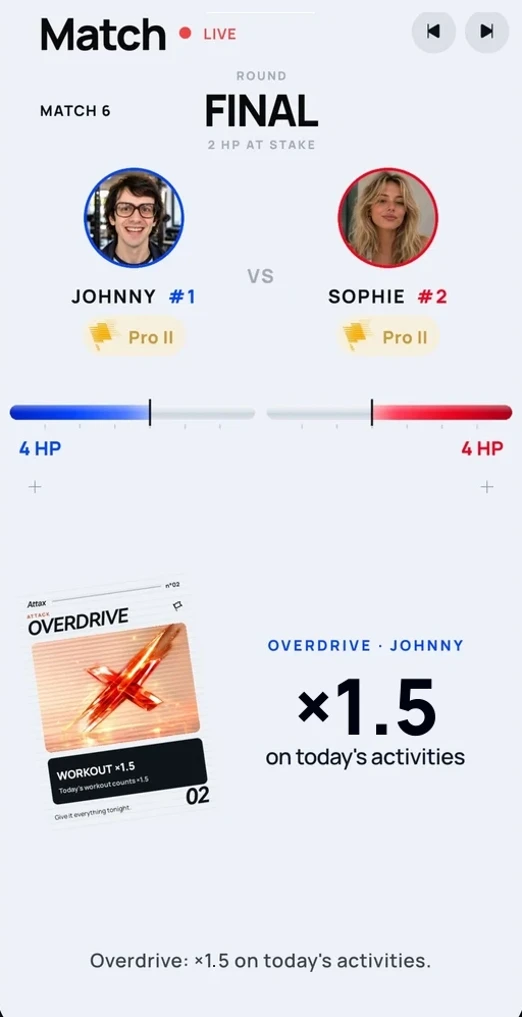 Match
LIVE
ROUND
MATCH 6
FINAL
2 HP AT STAKE
VS
JOHNNY #1
SOPHIE #2
Pro II
Pro II
4 HP
4 HP
Attax
n°02
ATTACK
OVERDRIVE
WORKOUT ×1.5
Today's workout counts ×1.5
Give it everything tonight.
02
OVERDRIVE · JOHNNY
×1.5
on today's activities
Overdrive: ×1.5 on today's activities.